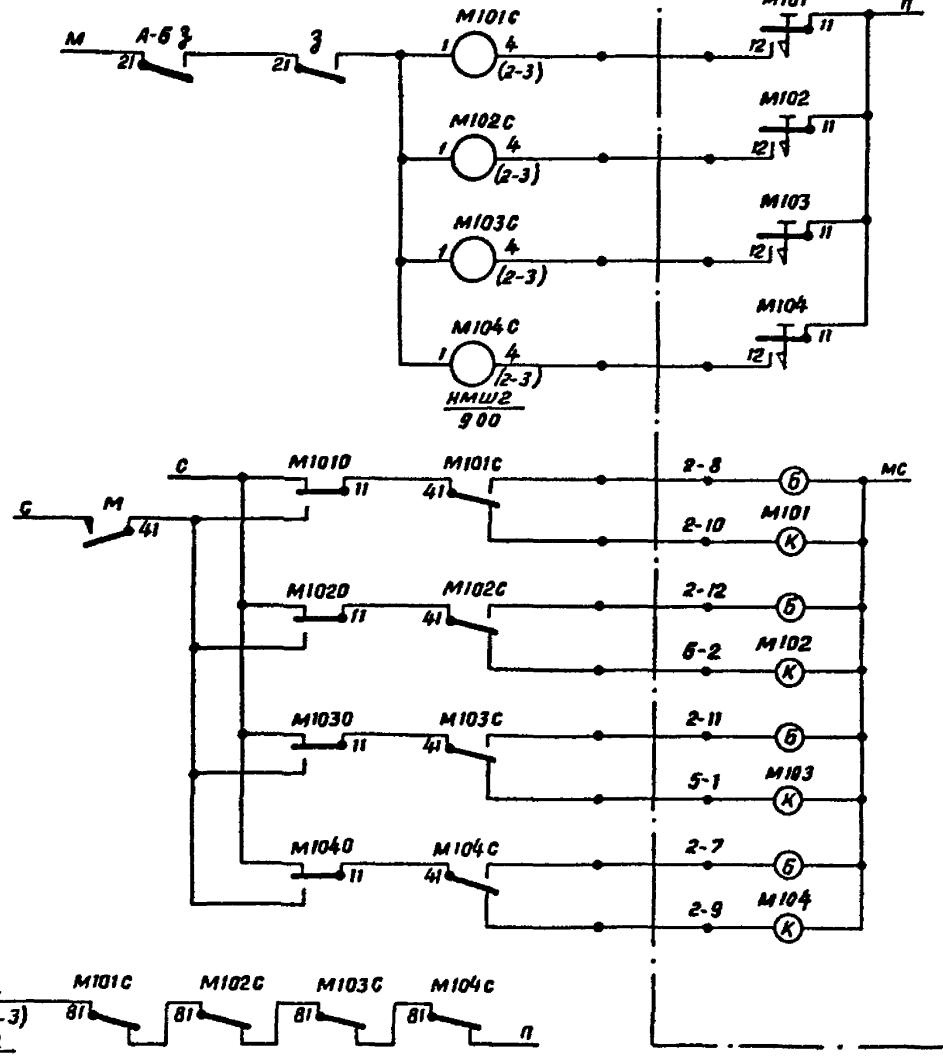 М101С
М101
П
М
А-Б З
21
З
21
1
4
(2-3)
12
11
М102С
1
4
(2-3)
М102
12
11
М103С
1
4
(2-3)
М103
12
11
М104С
1
4
(2-3)
М104
12
11
НМШ2
900
С
М101О
11
М101С
41
2-8
Б
МС
С
М
41
2-10
М101
К
М102О
11
М102С
41
2-12
Б
5-2
М102
К
М103О
11
М103С
41
2-11
Б
5-1
М103
К
М104О
11
М104С
41
2-7
Б
2-9
М104
К
М101С
81
М102С
81
М103С
81
М104С
81
П
-3)